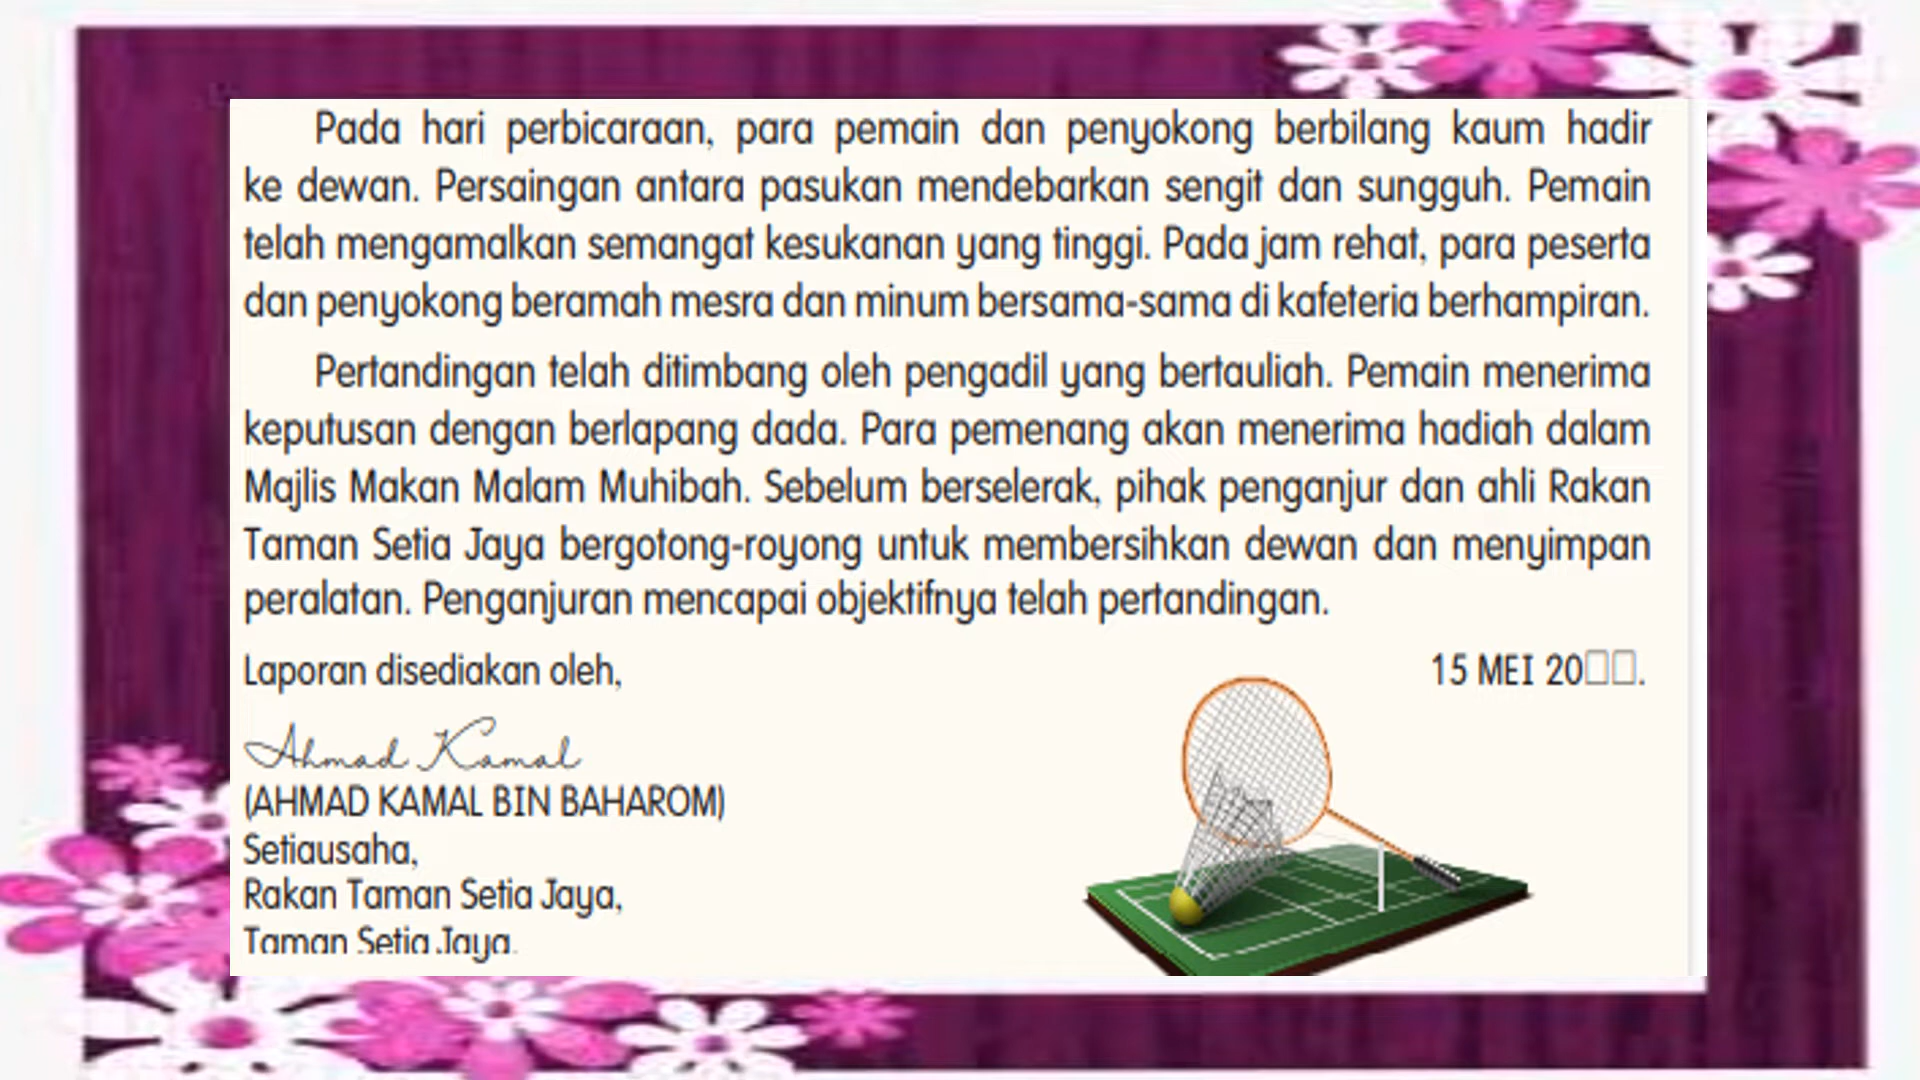 Pada hari perbicaraan, para pemain dan penyokong berbilang kaum hadir
ke dewan. Persaingan antara pasukan mendebarkan sengit dan sungguh. Pemain
telah mengamalkan semangat kesukanan yang tinggi. Pada jam rehat, para peserta
dan penyokong beramah mesra dan minum bersama-sama di kafeteria berhampiran.
Pertandingan telah ditimbang oleh pengadil yang bertauliah. Pemain menerima
keputusan dengan berlapang dada. Para pemenang akan menerima hadiah dalam
Majlis Makan Malam Muhibah. Sebelum berselerak, pihak penganjur dan ahli Rakan
Taman Setia Jaya bergotong-royong untuk membersihkan dewan dan menyimpan
peralatan. Penganjuran mencapai objektifnya telah pertandingan.
Laporan disediakan oleh,
15 MEI 20□□.
Ahmad Kamal
(AHMAD KAMAL BIN BAHAROM)
Setiausaha,
Rakan Taman Setia Jaya,
Taman Setia Jaya.